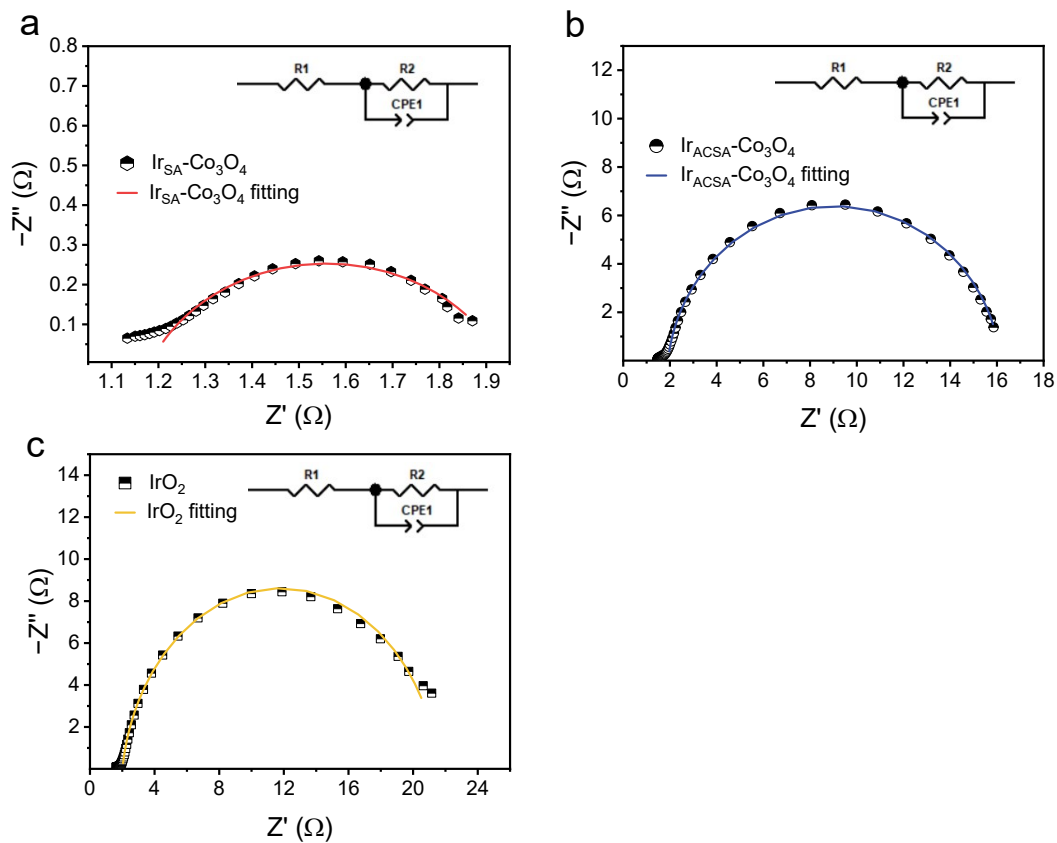 a
0.8
0.7
0.6
0.5
0.4
0.3
0.2
0.1
−Z" (Ω)
R1
R2
CPE1
Ir_SA-Co₃O₄
Ir_SA-Co₃O₄ fitting
1.1 1.2 1.3 1.4 1.5 1.6 1.7 1.8 1.9
Z' (Ω)
b
12
10
8
6
4
2
−Z" (Ω)
R1
R2
CPE1
Ir_ACSA-Co₃O₄
Ir_ACSA-Co₃O₄ fitting
0 2 4 6 8 10 12 14 16 18
Z' (Ω)
c
14
12
10
8
6
4
2
−Z" (Ω)
R1
R2
CPE1
IrO₂
IrO₂ fitting
0 4 8 12 16 20 24
Z' (Ω)